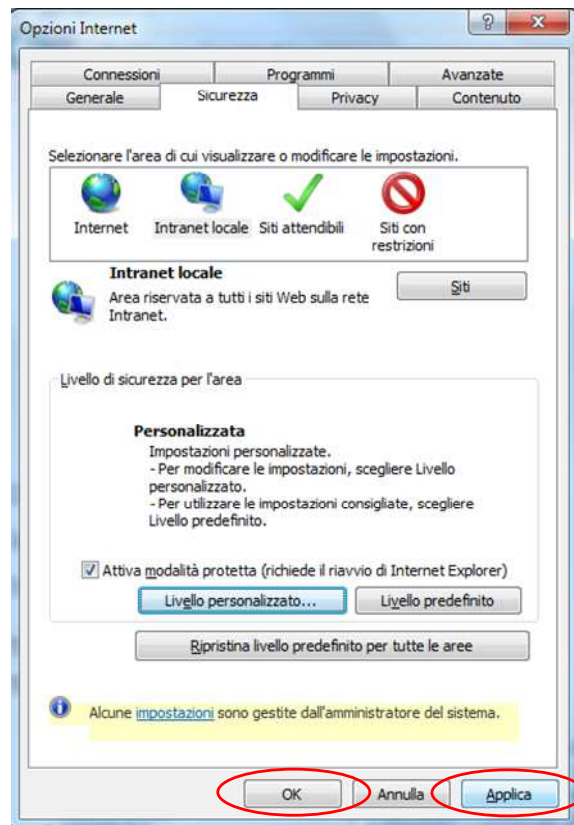 Opzioni Internet
Connessioni Programmi Avanzate
Generale Sicurezza Privacy Contenuto
Selezionare l'area di cui visualizzare o modificare le impostazioni.
Internet Intranet locale Siti attendibili Siti con
restrizioni
Intranet locale
Area riservata a tutti i siti Web sulla rete
Intranet.
Siti
Livello di sicurezza per l'area
Personalizzata
Impostazioni personalizzate.
- Per modificare le impostazioni, scegliere Livello
personalizzato.
- Per utilizzare le impostazioni consigliate, scegliere
Livello predefinito.
Attiva modalità protetta (richiede il riavvio di Internet Explorer)
Livello personalizzato... Livello predefinito
Ripristina livello predefinito per tutte le aree
Alcune impostazioni sono gestite dall'amministratore del sistema.
OK Annulla Applica